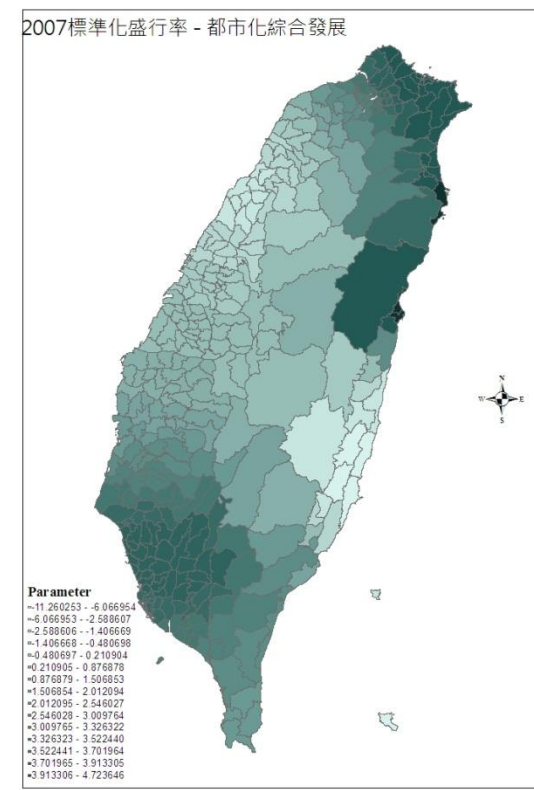 2007標準化盛行率 - 都市化綜合發展
N
W E
S
Parameter
-11.260253 - -6.066954
-6.066953 - -2.588607
-2.588606 - -1.406669
-1.406668 - -0.480698
-0.480697 - 0.210904
0.210905 - 0.876878
0.876879 - 1.506853
1.506854 - 2.012094
2.012095 - 2.546027
2.546028 - 3.009764
3.009765 - 3.326322
3.326323 - 3.522440
3.522441 - 3.701964
3.701965 - 3.913305
3.913306 - 4.723646